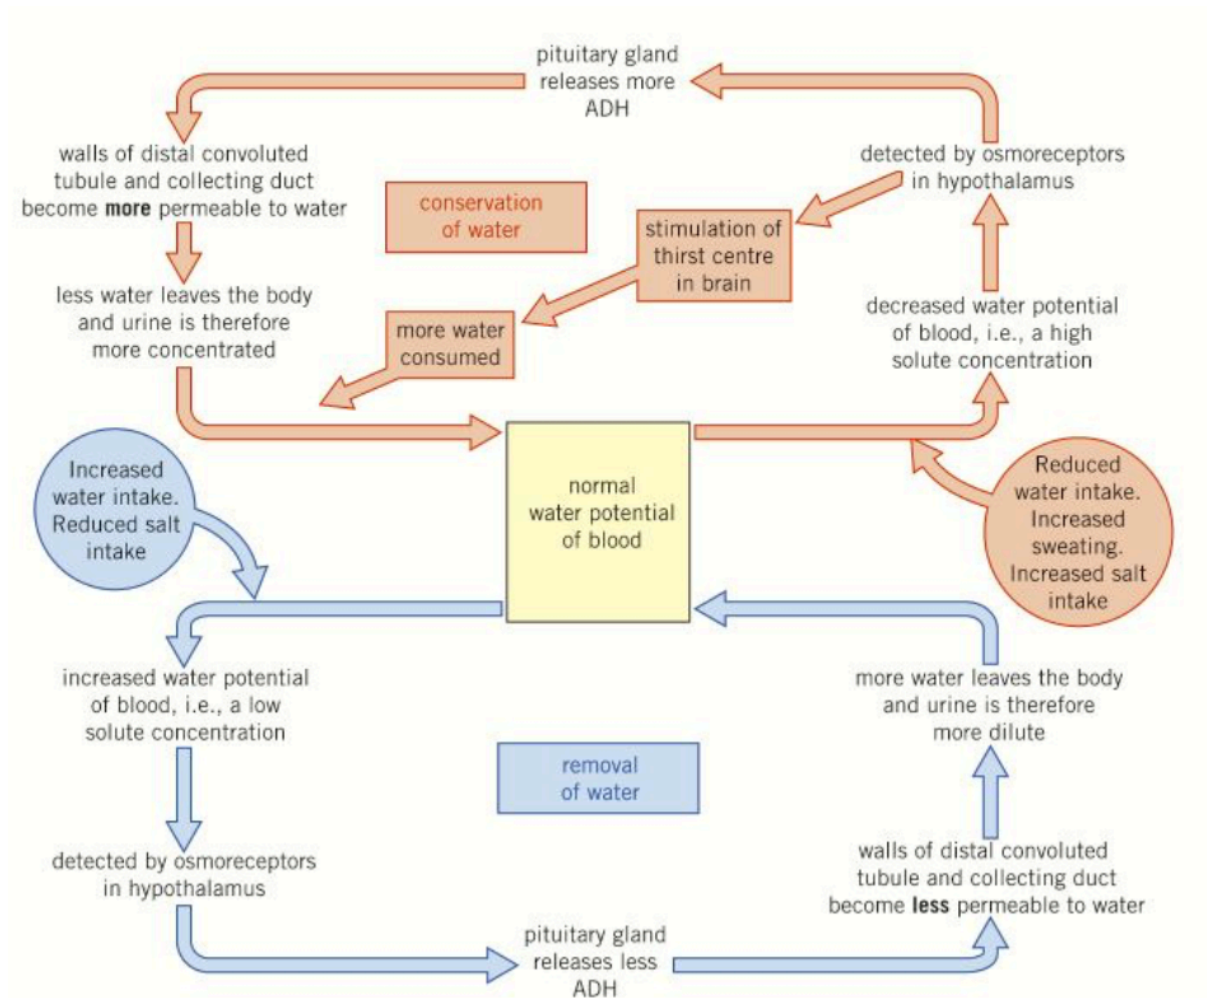 pituitary gland
releases more
ADH
walls of distal convoluted
tubule and collecting duct
become more permeable to water
detected by osmoreceptors
in hypothalamus
conservation
of water
stimulation of
thirst centre
in brain
less water leaves the body
and urine is therefore
more concentrated
more water
consumed
decreased water potential
of blood, i.e., a high
solute concentration
Increased
water intake.
Reduced salt
intake
normal
water potential
of blood
Reduced
water intake.
Increased
sweating.
Increased salt
intake
increased water potential
of blood, i.e., a low
solute concentration
more water leaves the body
and urine is therefore
more dilute
removal
of water
detected by osmoreceptors
in hypothalamus
walls of distal convoluted
tubule and collecting duct
become less permeable to water
pituitary gland
releases less
ADH